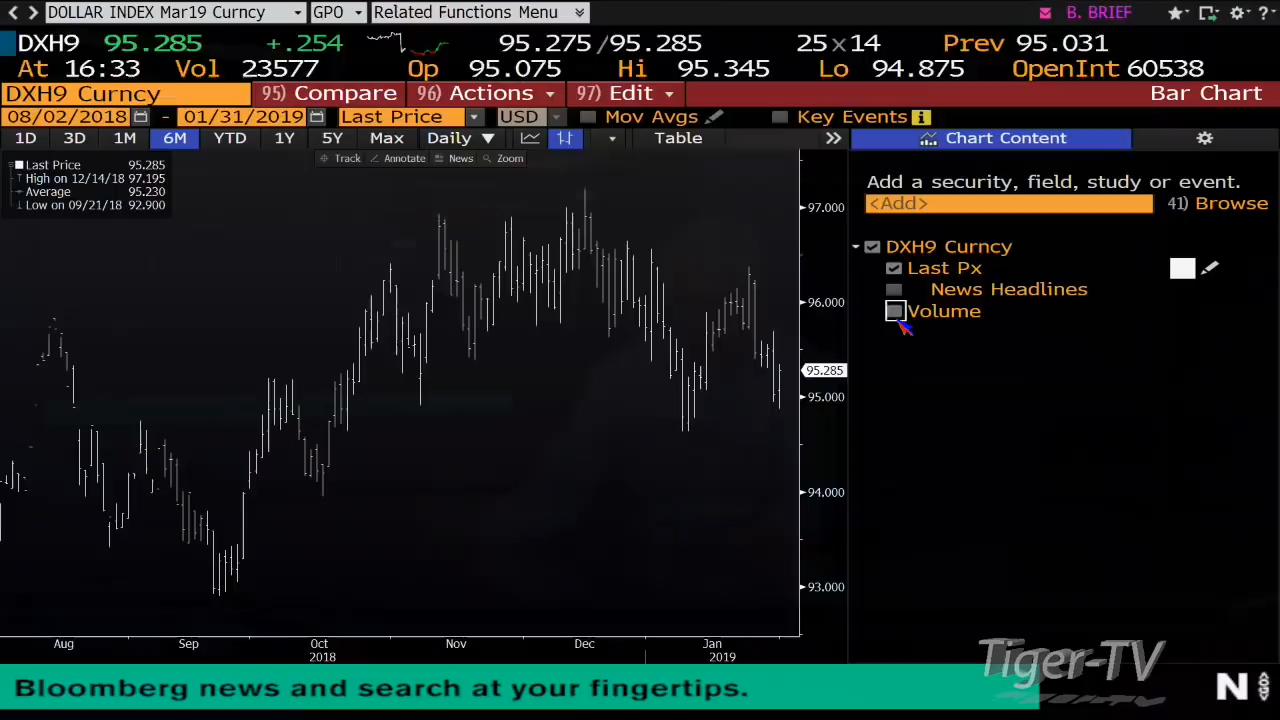 DOLLAR INDEX Mar19 Curncy GPO Related Functions Menu B. BRIEF ?
DXH9 95.285 +.254 95.275/95.285 25x14 Prev 95.031
At 16:33 Vol 23577 Op 95.075 Hi 95.345 Lo 94.875 OpenInt 60538
DXH9 Curncy 95) Compare 96) Actions 97) Edit Bar Chart
08/02/2018 - 01/31/2019 Last Price USD Mov Avgs Key Events i
1D 3D 1M 6M YTD 1Y 5Y Max Daily Table Chart Content
Track Annotate News Zoom
Last Price 95.285
High on 12/14/18 97.195
Average 95.230
Low on 09/21/18 92.900
Add a security, field, study or event.
<Add> 41) Browse
DXH9 Curncy
Last Px
News Headlines
Volume
97.000
96.000
95.285
95.000
94.000
93.000
Aug Sep Oct Nov Dec Jan
2018 2019
Tiger-TV
Bloomberg news and search at your fingertips.
N